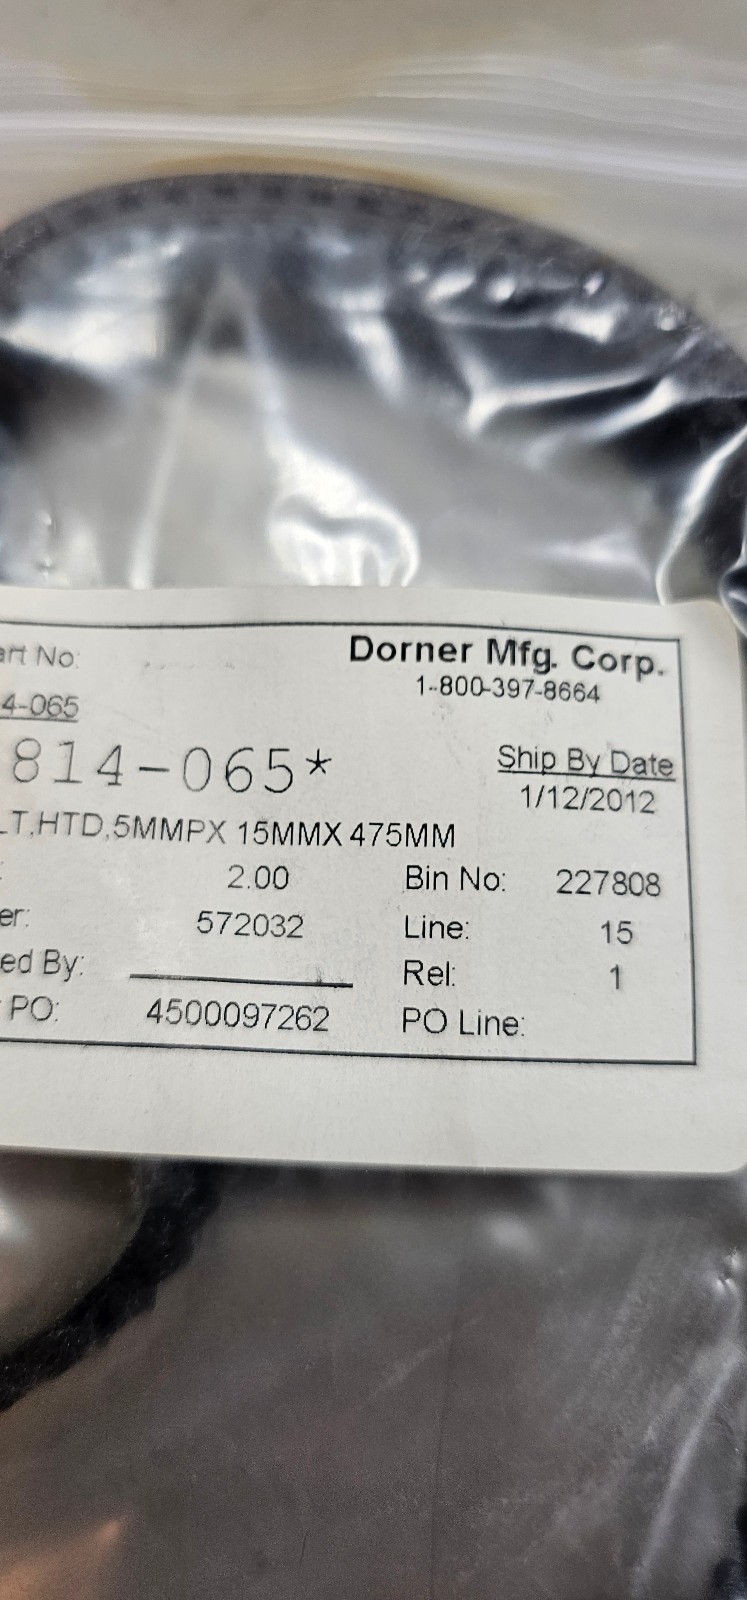 art No:
Dorner Mfg. Corp.
1-800-397-8664
4-065
814-065*
Ship By Date
1/12/2012
LT,HTD,5MMPX 15MMX 475MM
2.00
Bin No: 227808
er: 572032
Line: 15
ed By:
Rel: 1
PO: 4500097262
PO Line: